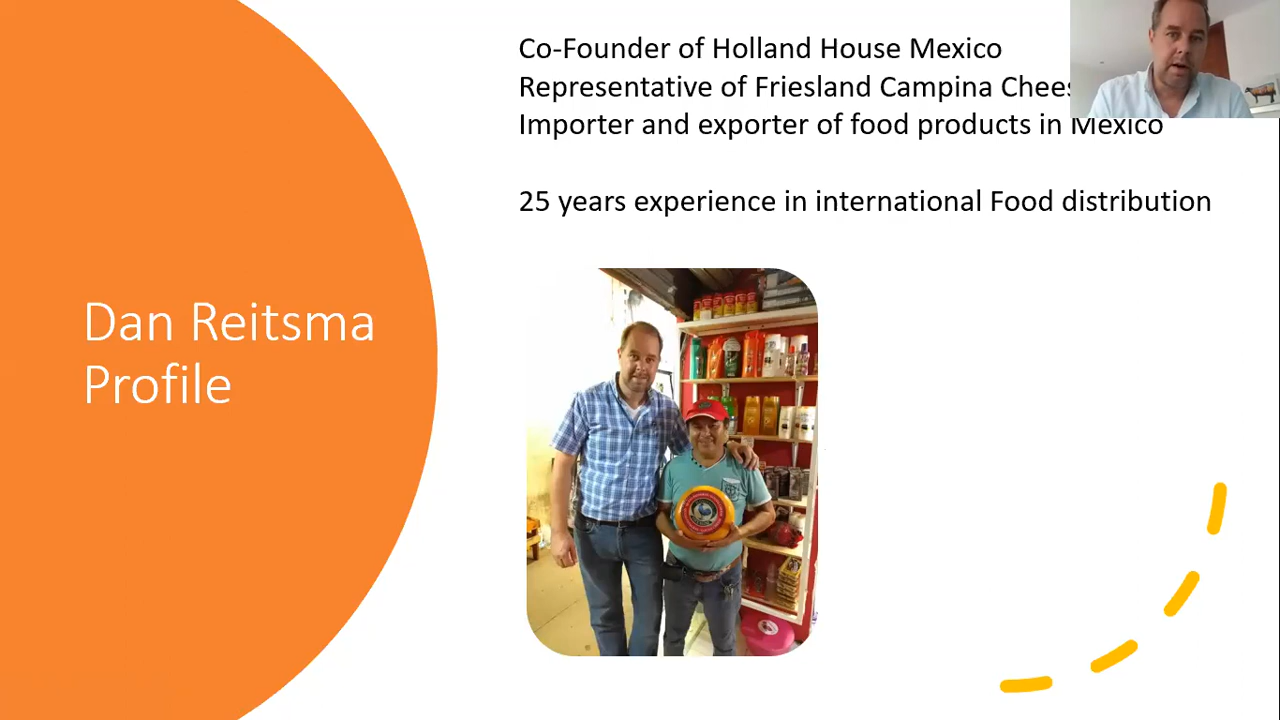 Co-Founder of Holland House Mexico
Representative of Friesland Campina
Importer and exporter of food products in Mexico
25 years experience in international Food distribution
Dan Reitsma
Profile